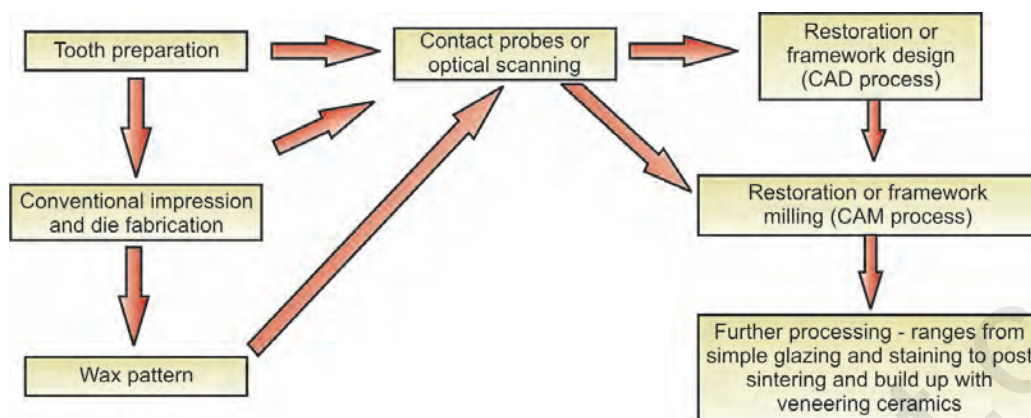 Tooth preparation
Contact probes or
optical scanning
Restoration or
framework design
(CAD process)
Conventional impression
and die fabrication
Restoration or framework
milling (CAM process)
Wax pattern
Further processing - ranges from
simple glazing and staining to post
sintering and build up with
veneering ceramics